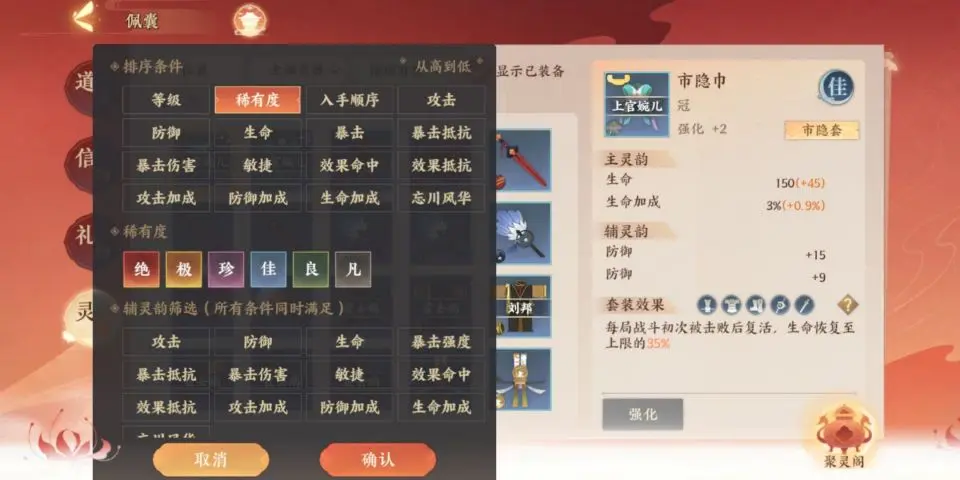 佩囊
道
信
礼
灵
排序条件
从高到低
等级 稀有度 入手顺序 攻击
防御 生命 暴击 暴击抵抗
暴击伤害 敏捷 效果命中 效果抵抗
攻击加成 防御加成 生命加成 忘川风华
稀有度
绝 极 珍 佳 良 凡
辅灵韵筛选(所有条件同时满足)
攻击 防御 生命 暴击强度
暴击抵抗 暴击伤害 敏捷 效果命中
效果抵抗 攻击加成 防御加成 生命加成
忘川风华
取消 确认
显示已装备
刘邦
上官婉儿
市隐巾
佳
冠
强化 +2
市隐套
主灵韵
生命 150(+45)
生命加成 3%(+0.9%)
辅灵韵
防御 +15
防御 +9
套装效果
?
每局战斗初次被击败后复活,生命恢复至
上限的35%
强化
聚灵阁